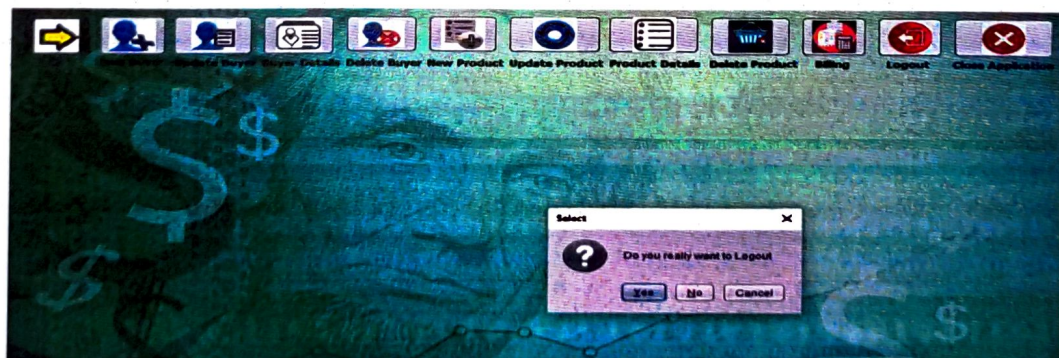 Update Buyer Buyer Details Delete Buyer New Product Update Product Product Details Delete Product Billing Logout Close Application
Select
Do you really want to Logout
Yes No Cancel